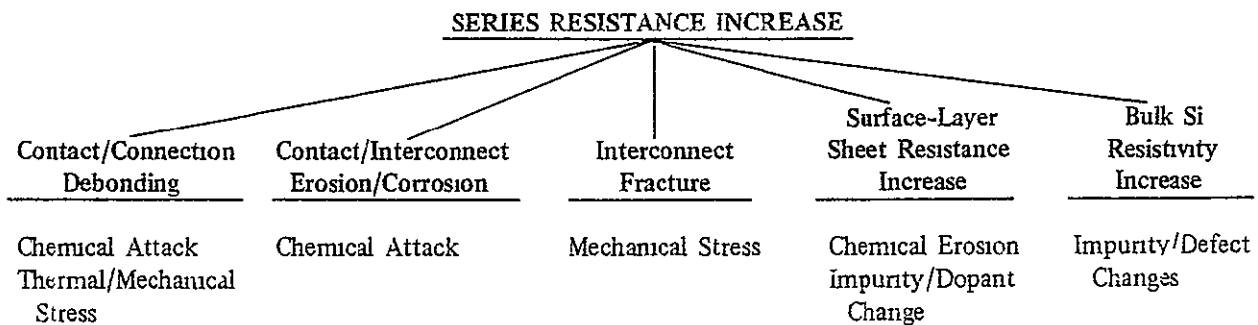 SERIES RESISTANCE INCREASE
Contact/Connection
Debonding
Chemical Attack
Thermal/Mechanical
Stress
Contact/Interconnect
Erosion/Corrosion
Chemical Attack
Interconnect
Fracture
Mechanical Stress
Surface-Layer
Sheet Resistance
Increase
Chemical Erosion
Impurity/Dopant
Change
Bulk Si
Resistivity
Increase
Impurity/Defect
Changes